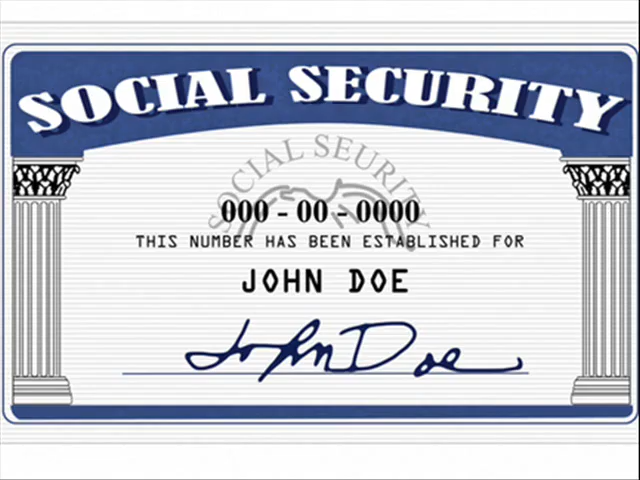 SOCIAL SECURITY
SOCIAL SEURITY
000 - 00 - 0000
THIS NUMBER HAS BEEN ESTABLISHED FOR
JOHN DOE
John Doe